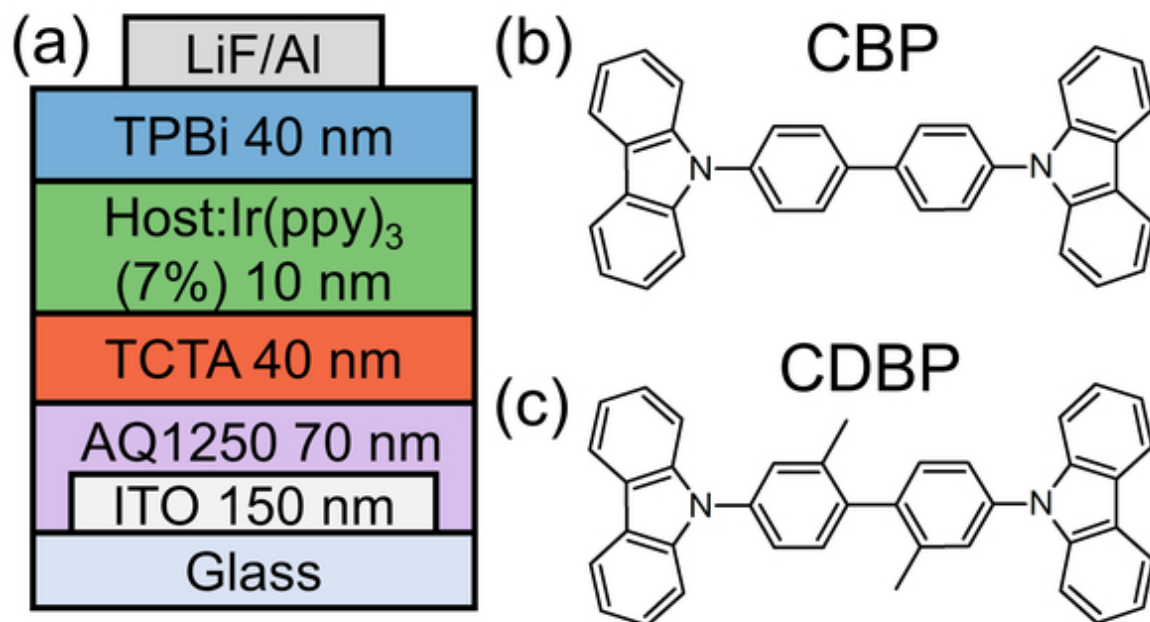 (a)
LiF/Al
TPBi 40 nm
Host:Ir(ppy)₃
(7%) 10 nm
TCTA 40 nm
AQ1250 70 nm
ITO 150 nm
Glass
(b)
CBP
N
N
(c)
CDBP
N
N